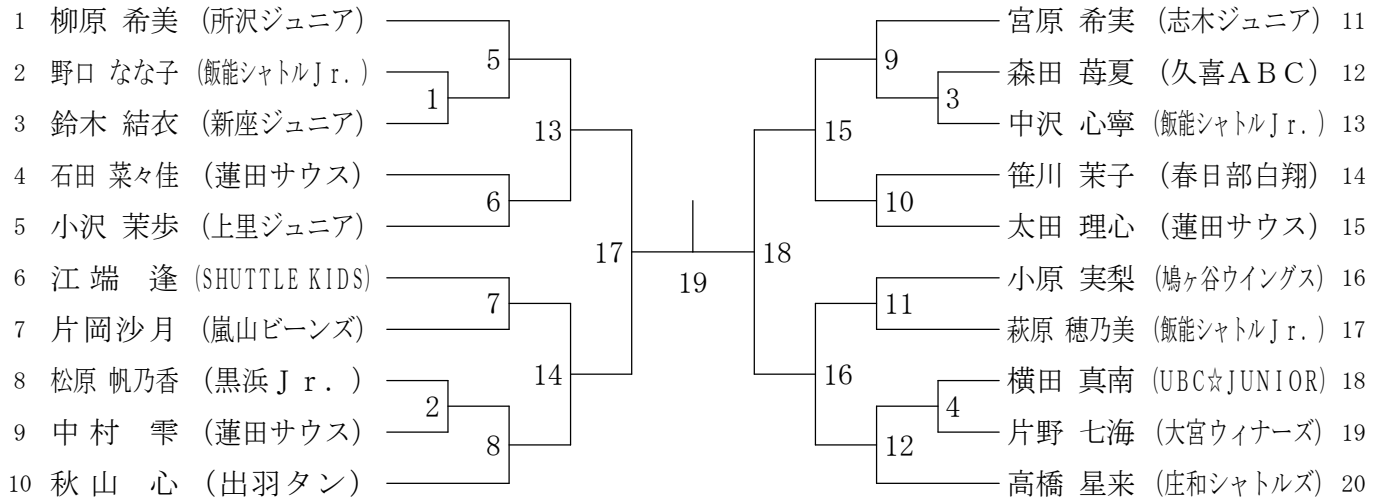 1 柳原 希美 (所沢ジュニア)
2 野口 なな子 (飯能シャトルJr.)
3 鈴木 結衣 (新座ジュニア)
4 石田 菜々佳 (蓮田サウス)
5 小沢 茉歩 (上里ジュニア)
6 江端 逢 (SHUTTLE KIDS)
7 片岡沙月 (嵐山ビーンズ)
8 松原 帆乃香 (黒浜Jr.)
9 中村 雫 (蓮田サウス)
10 秋山 心 (出羽タン)
5
1
13
6
17
7
14
2
8
19
9
3
15
10
18
11
16
4
12
宮原 希実 (志木ジュニア) 11
森田 苺夏 (久喜ABC) 12
中沢 心寧 (飯能シャトルJr.) 13
笹川 茉子 (春日部白翔) 14
太田 理心 (蓮田サウス) 15
小原 実梨 (鳩ヶ谷ウイングス) 16
萩原 穂乃美 (飯能シャトルJr.) 17
横田 真南 (UBC☆JUNIOR) 18
片野 七海 (大宮ウィナーズ) 19
高橋 星来 (庄和シャトルズ) 20